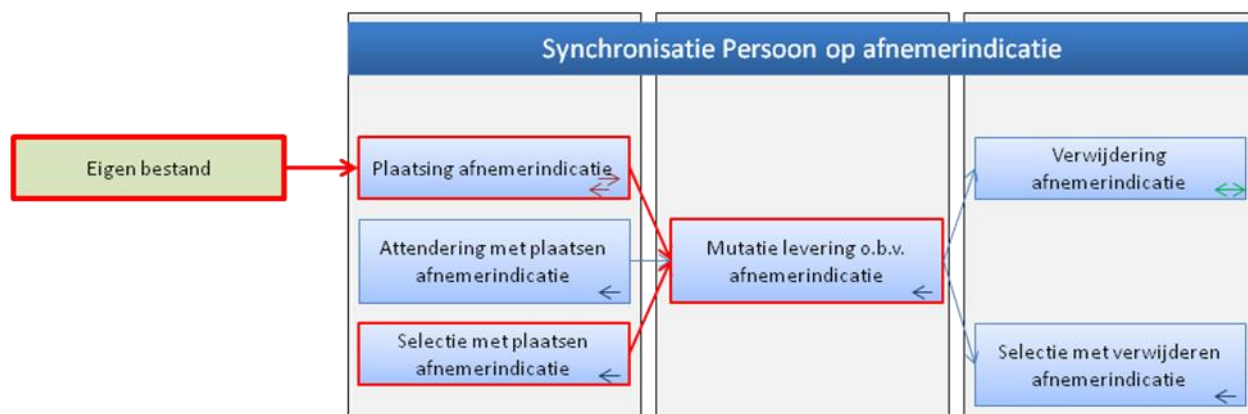 Synchronisatie Persoon op afnemerindicatie
Eigen bestand
Plaatsing afnemerindicatie
Attendering met plaatsen
afnemerindicatie
Selectie met plaatsen
afnemerindicatie
Mutatie levering o.b.v.
afnemerindicatie
Verwijdering
afnemerindicatie
Selectie met verwijderen
afnemerindicatie